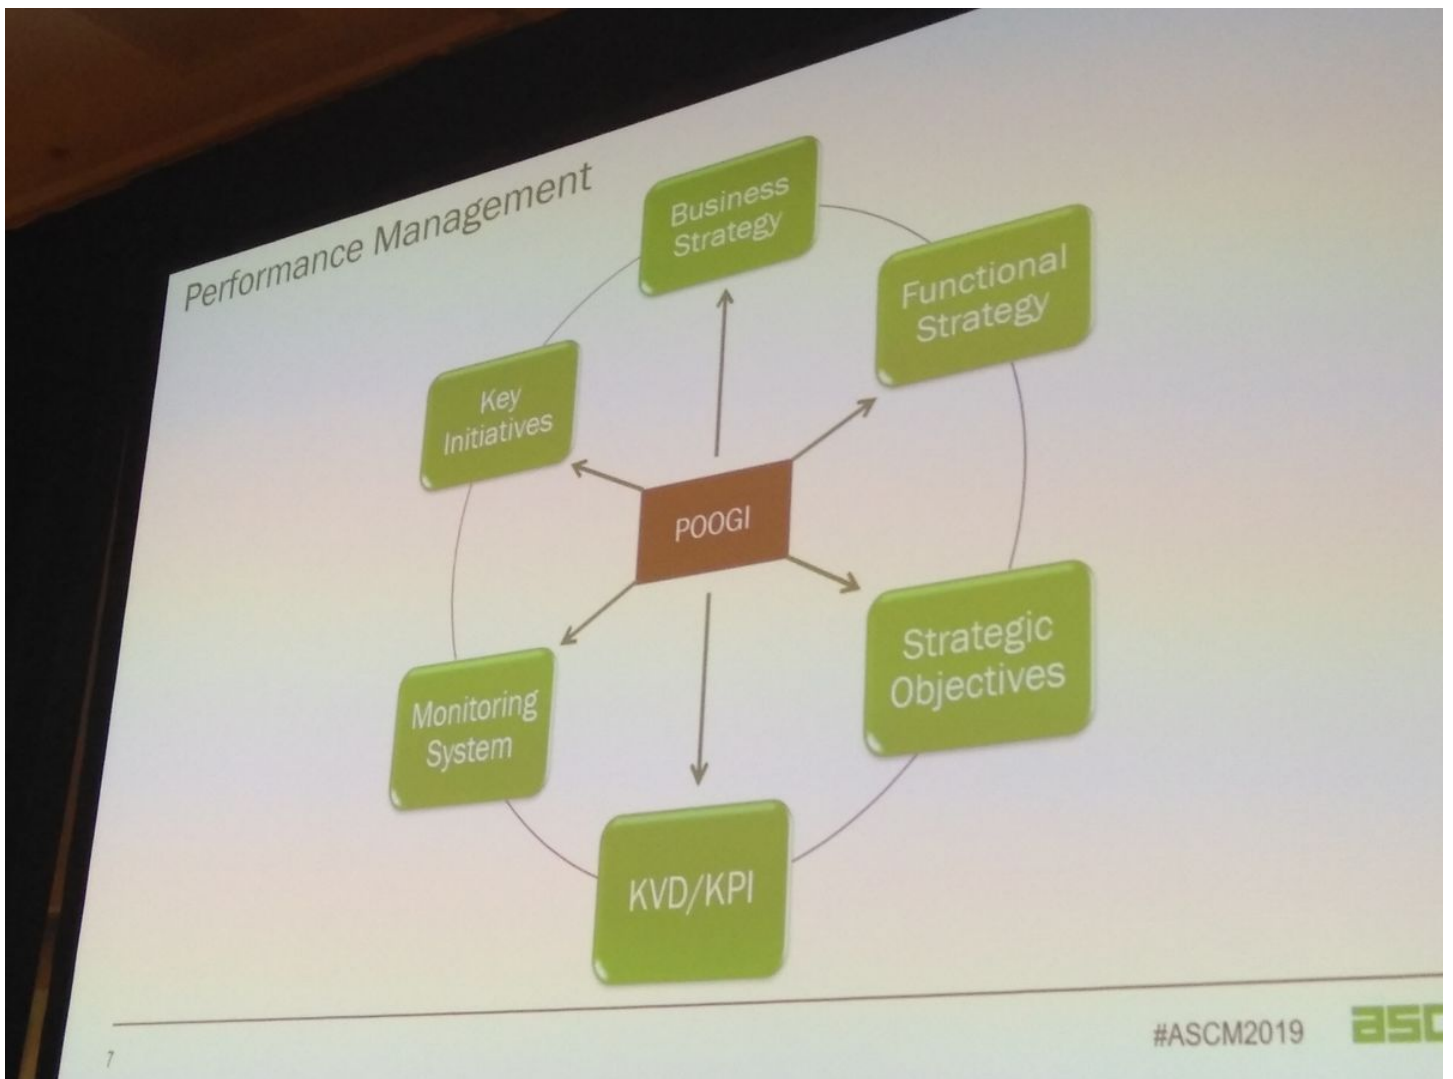 Performance Management
Business
Strategy
Functional
Strategy
Key
Initiatives
POOGI
Strategic
Objectives
Monitoring
System
KVD/KPI
7
#ASCM2019
asc